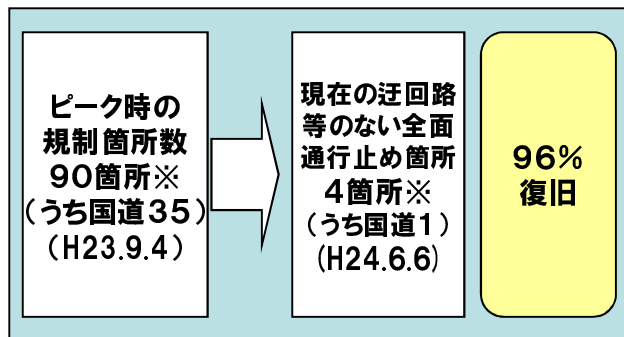 ピーク時の
規制箇所数
９０箇所※
（うち国道３５）
（Ｈ２３．９．４）
現在の迂回路
等のない全面
通行止め箇所
４箇所※
（うち国道１）
(Ｈ２４．６．６)
９６％
復旧